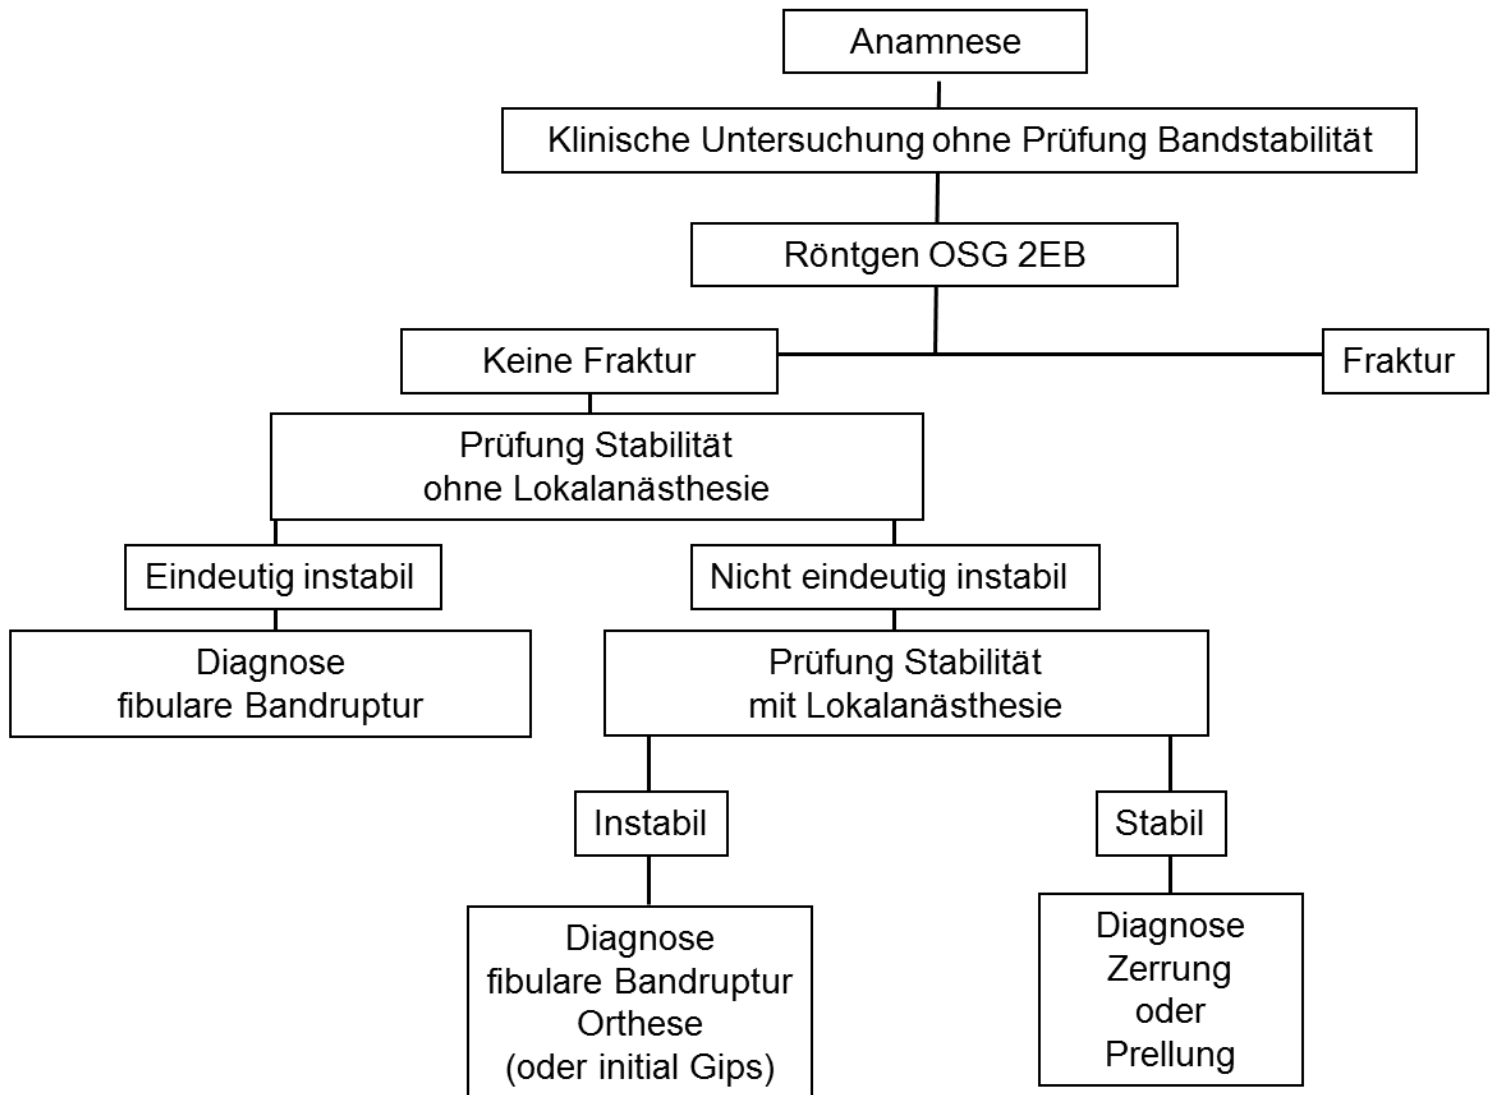 Anamnese
Klinische Untersuchung ohne Prüfung Bandstabilität
Röntgen OSG 2EB
Keine Fraktur
Fraktur
Prüfung Stabilität
ohne Lokalanästhesie
Eindeutig instabil
Nicht eindeutig instabil
Diagnose
fibulare Bandruptur
Prüfung Stabilität
mit Lokalanästhesie
Instabil
Stabil
Diagnose
fibulare Bandruptur
Orthese
(oder initial Gips)
Diagnose
Zerrung
oder
Prellung